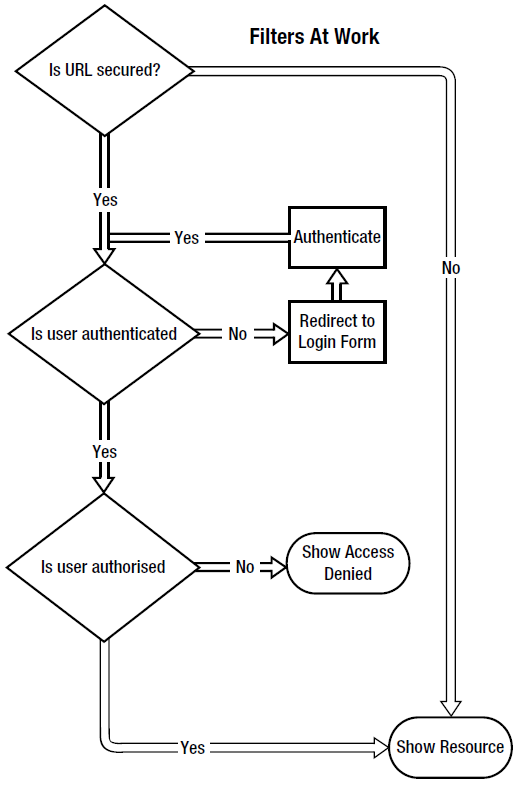 Filters At Work
Is URL secured?
Yes
Yes
Authenticate
No
Is user authenticated
No
Redirect to
Login Form
Yes
Is user authorised
No
Show Access
Denied
Yes
Show Resource